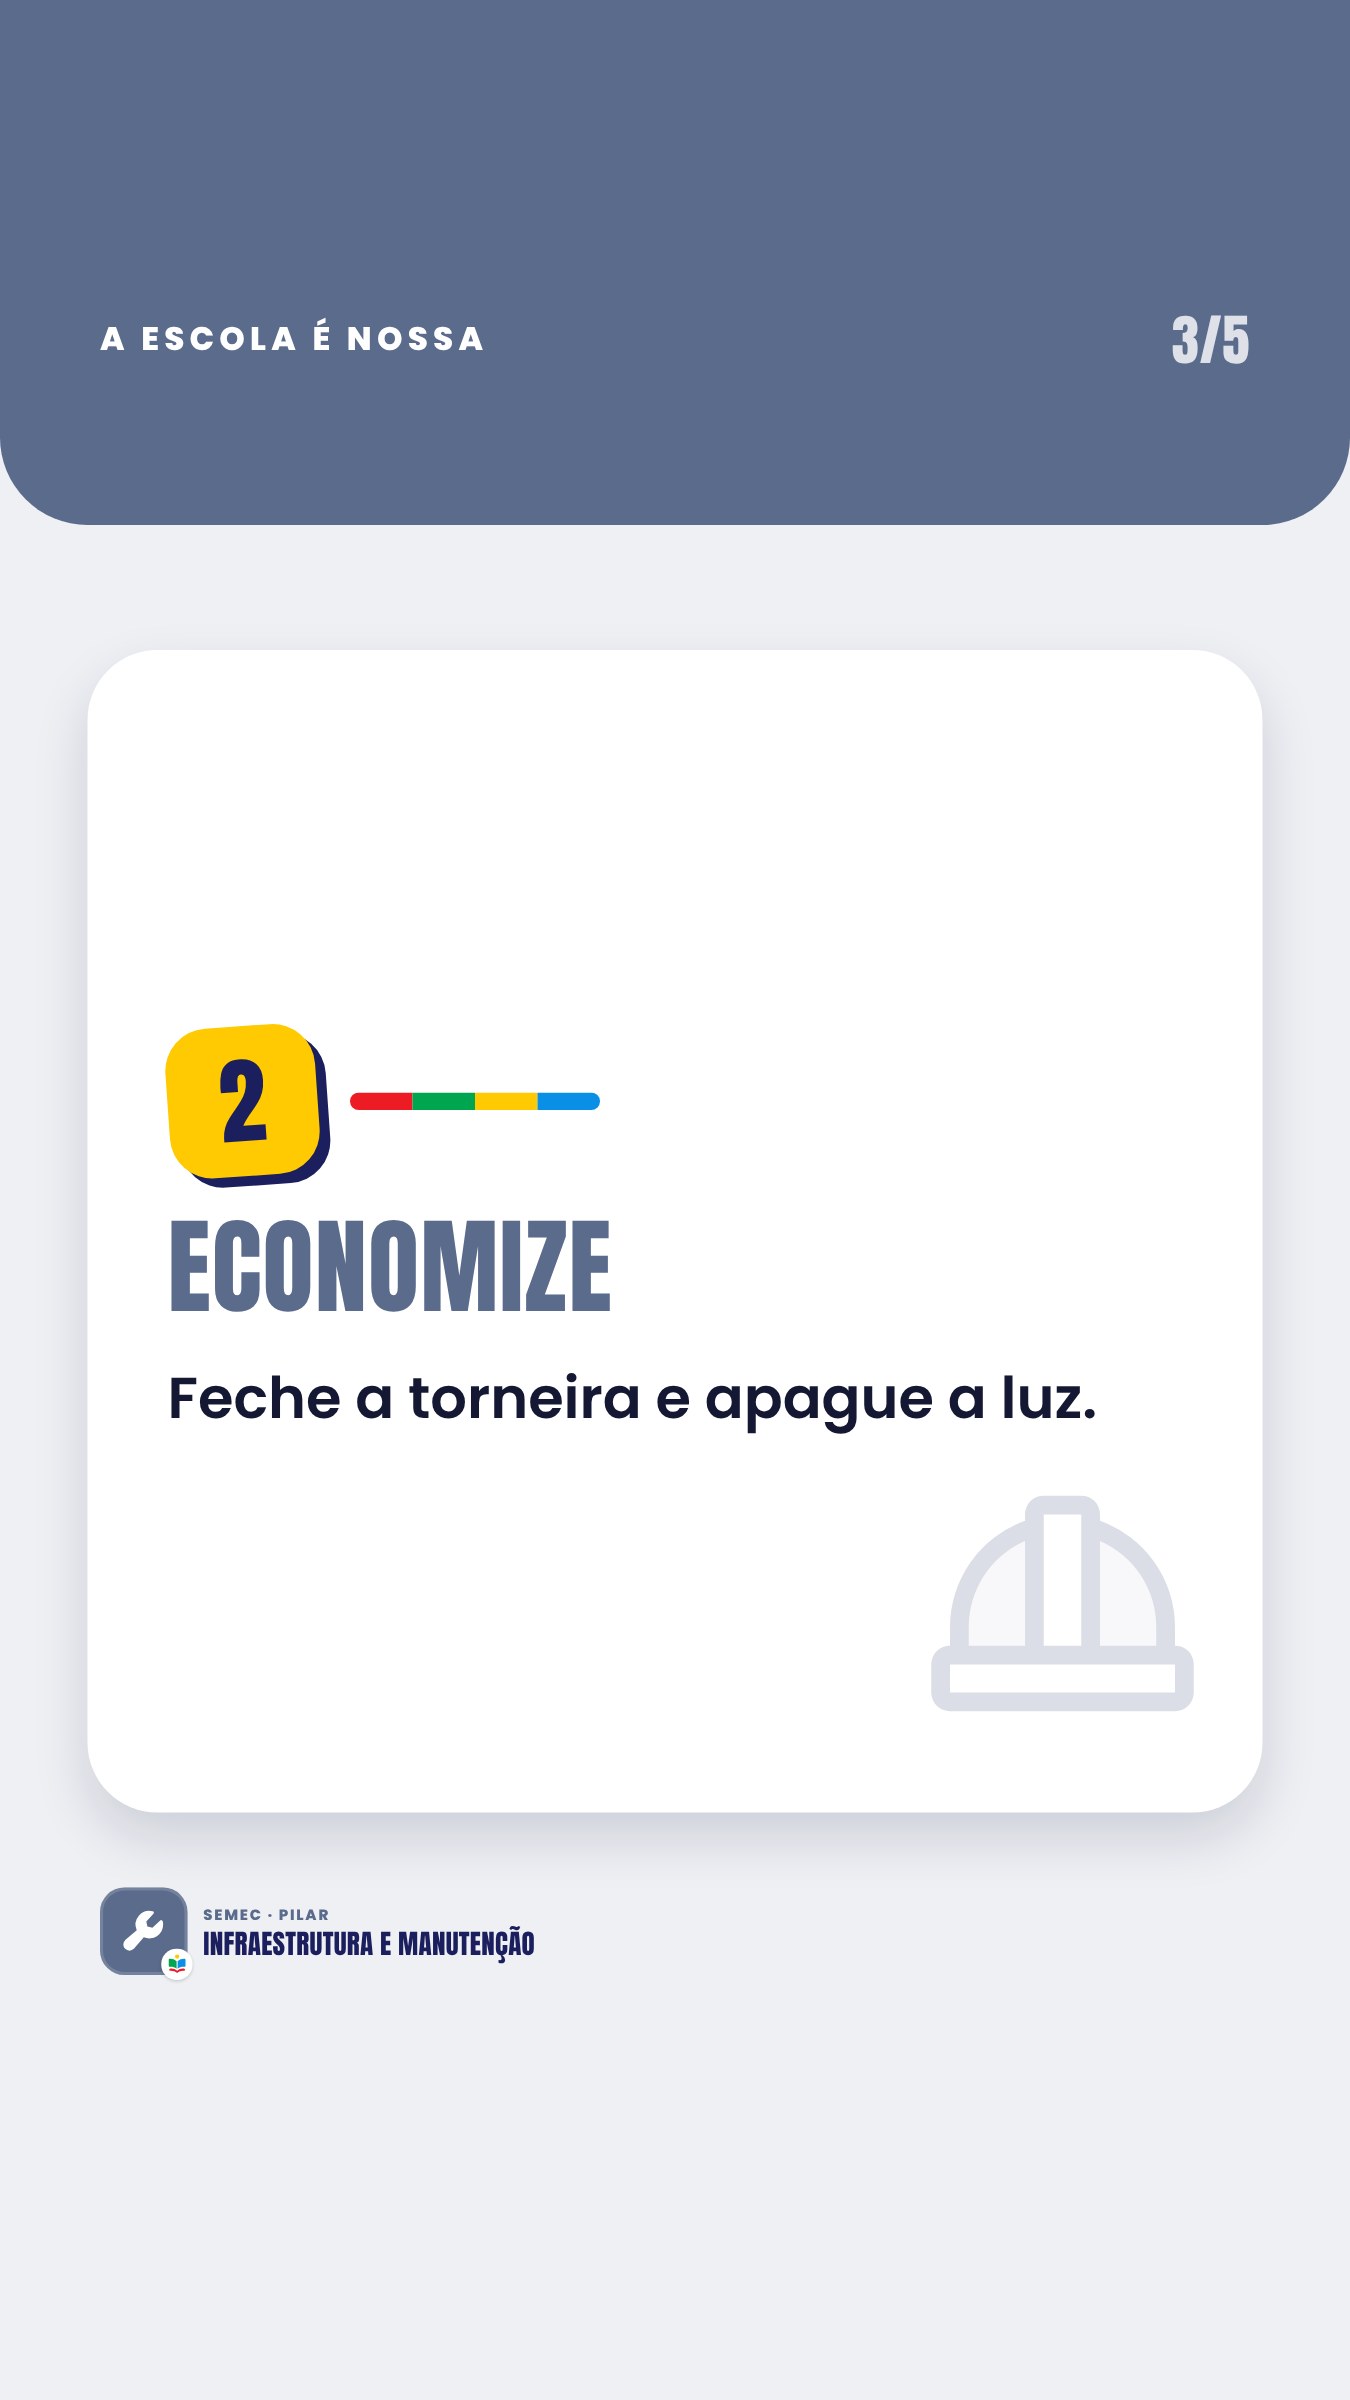 A ESCOLA É NOSSA
3/5
2
ECONOMIZE
Feche a torneira e apague a luz.
SEMEC · PILAR
INFRAESTRUTURA E MANUTENÇÃO